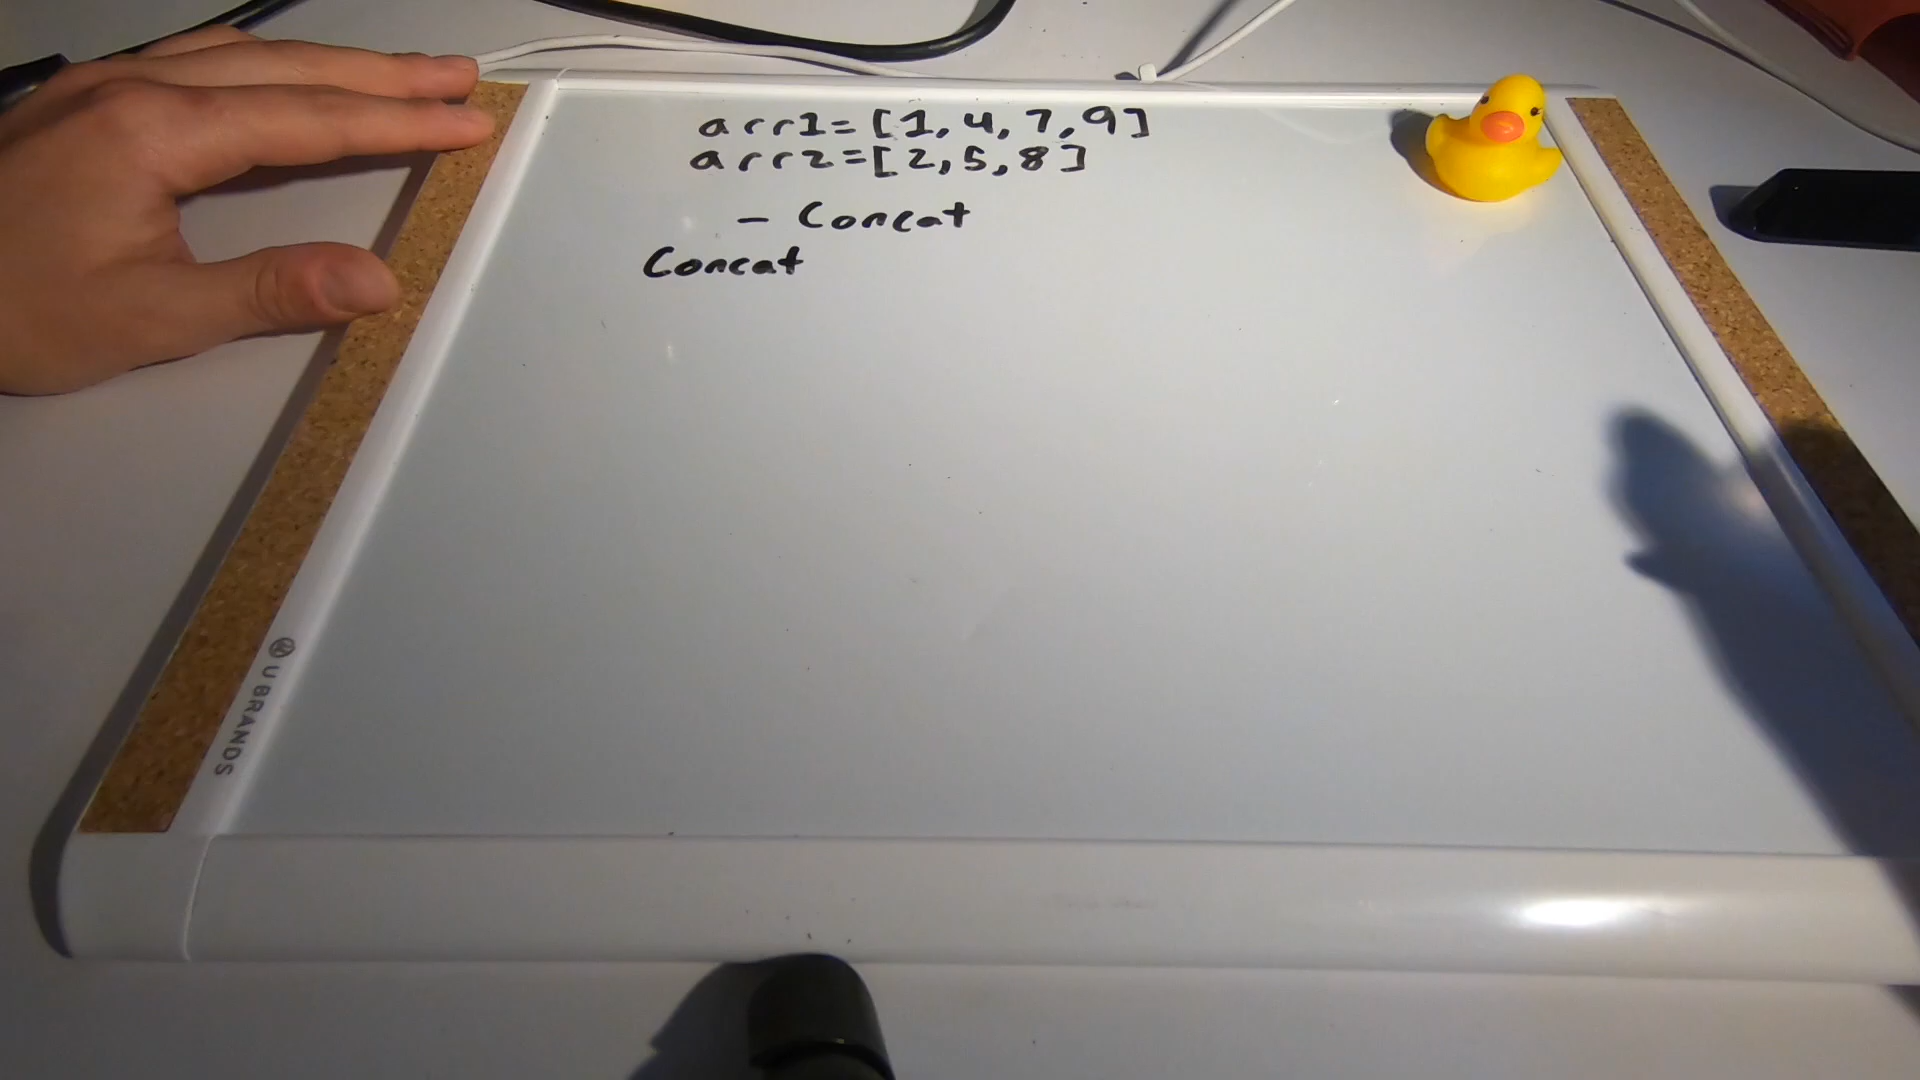 arr1=[1,4,7,9]
arr2=[2,5,8]
- Concat
Concat
U BRANDS